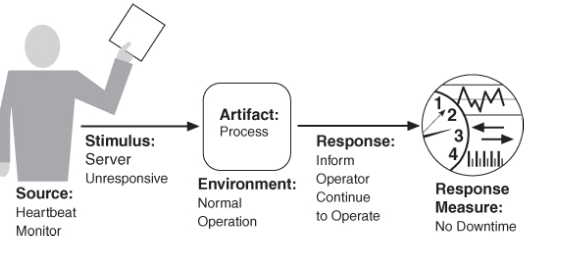 Source:
Heartbeat
Monitor
Stimulus:
Server
Unresponsive
Artifact:
Process
Environment:
Normal
Operation
Response:
Inform
Operator
Continue
to Operate
1
2
3
4
Response
Measure:
No Downtime